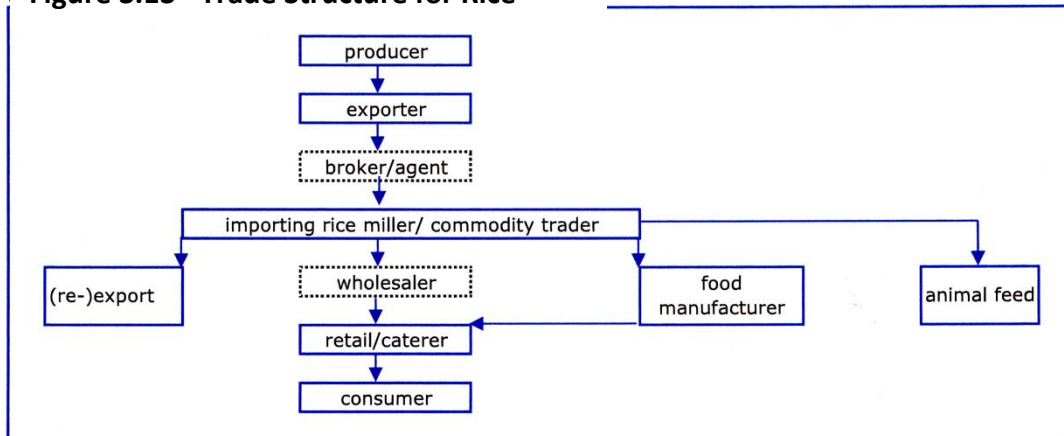 Trade Structure for Rice
producer
exporter
broker/agent
importing rice miller/ commodity trader
(re-)export
wholesaler
food
manufacturer
animal feed
retail/caterer
consumer